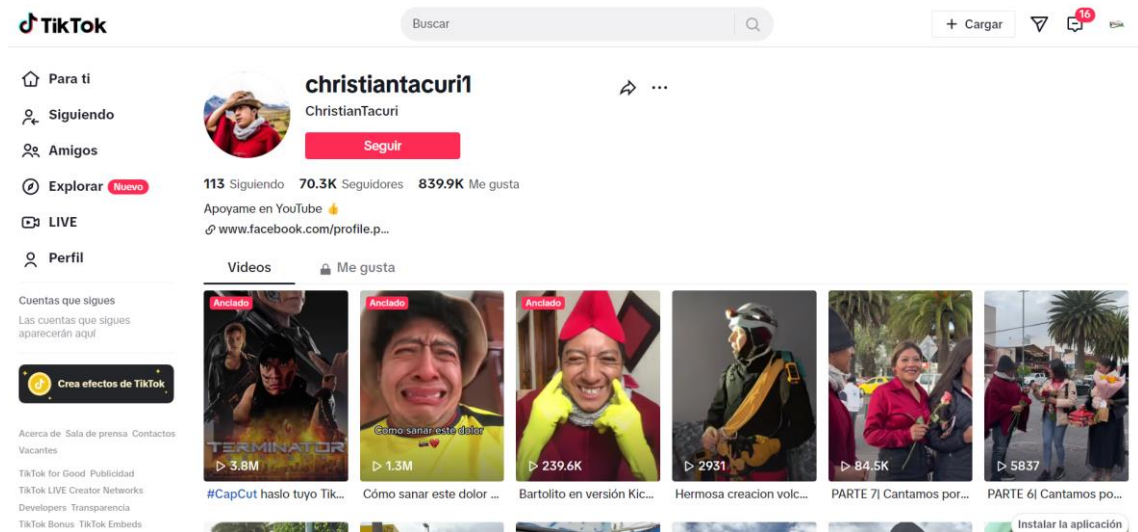 TikTok
Buscar
+ Cargar
16
Para ti
Siguiendo
Amigos
Explorar Nuevo
LIVE
Perfil
Cuentas que sigues
Las cuentas que sigues
aparecerán aquí
Crea efectos de TikTok
Acerca de Sala de prensa Contactos
Vacantes
TikTok for Good Publicidad
TikTok LIVE Creator Networks
Developers Transparencia
TikTok Bonus TikTok Embeds
christiantacuri1
ChristianTacuri
Seguir
113 Siguiendo 70.3K Seguidores 839.9K Me gusta
Apoyame en YouTube 👍
www.facebook.com/profile.p...
Videos Me gusta
Anclado
TERMINATOR
3.8M
#CapCut haslo tuyo Tik...
Anclado
Como sanar este dolor
1.3M
Cómo sanar este dolor ...
Anclado
239.6K
Bartolito en versión Kic...
2931
Hermosa creacion volc...
84.5K
PARTE 7| Cantamos por...
5837
PARTE 6| Cantamos po...
Instalar la aplicación